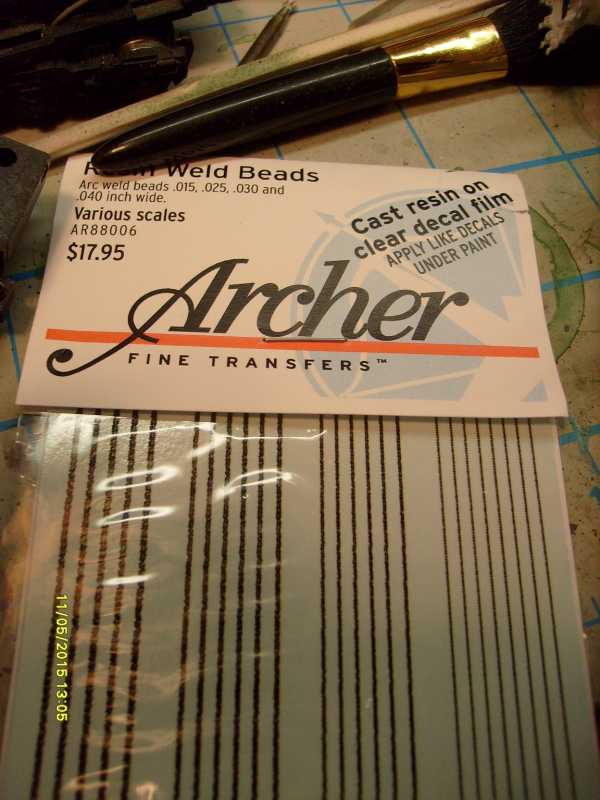 Resin Weld Beads
Arc weld beads .015, .025, .030 and
.040 inch wide.
Various scales
AR88006
$17.95
Cast resin on
clear decal film
APPLY LIKE DECALS
UNDER PAINT
Archer
FINE TRANSFERS™
11/05/2015 13:05